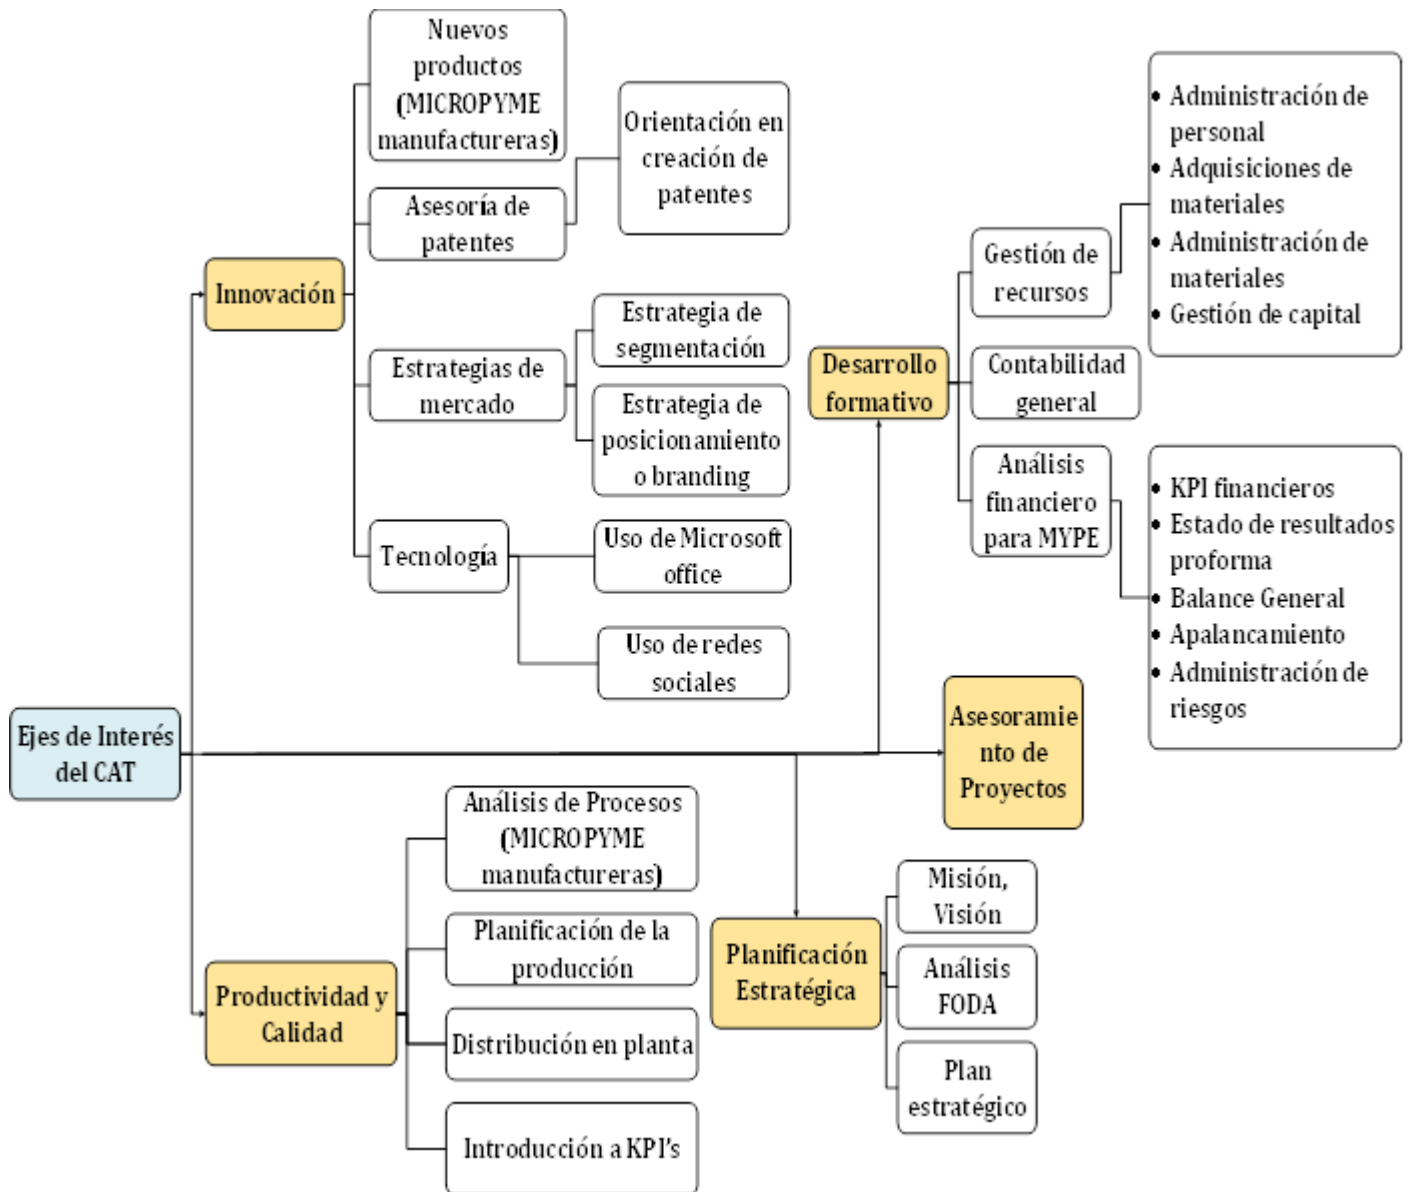 Nuevos
productos
(MICROPYME
manufactureras)
Asesoría de
patentes
Orientación en
creación de
patentes
Innovación
Estrategias de
mercado
Estrategia de
segmentación
Estrategia de
posicionamiento
o branding
Tecnología
Uso de Microsoft
office
Uso de redes
sociales
Desarrollo
formativo
Gestión de
recursos
• Administración de
personal
• Adquisiciones de
materiales
• Administración de
materiales
• Gestión de capital
Contabilidad
general
Análisis
financiero
para MYPE
• KPI financieros
• Estado de resultados
proforma
• Balance General
• Apalancamiento
• Administración de
riesgos
Ejes de Interés
del CAT
Asesoramie
nto de
Proyectos
Análisis de Procesos
(MICROPYME
manufactureras)
Planificación de la
producción
Productividad y
Calidad
Distribución en planta
Introducción a KPI's
Planificación
Estratégica
Misión,
Visión
Análisis
FODA
Plan
estratégico